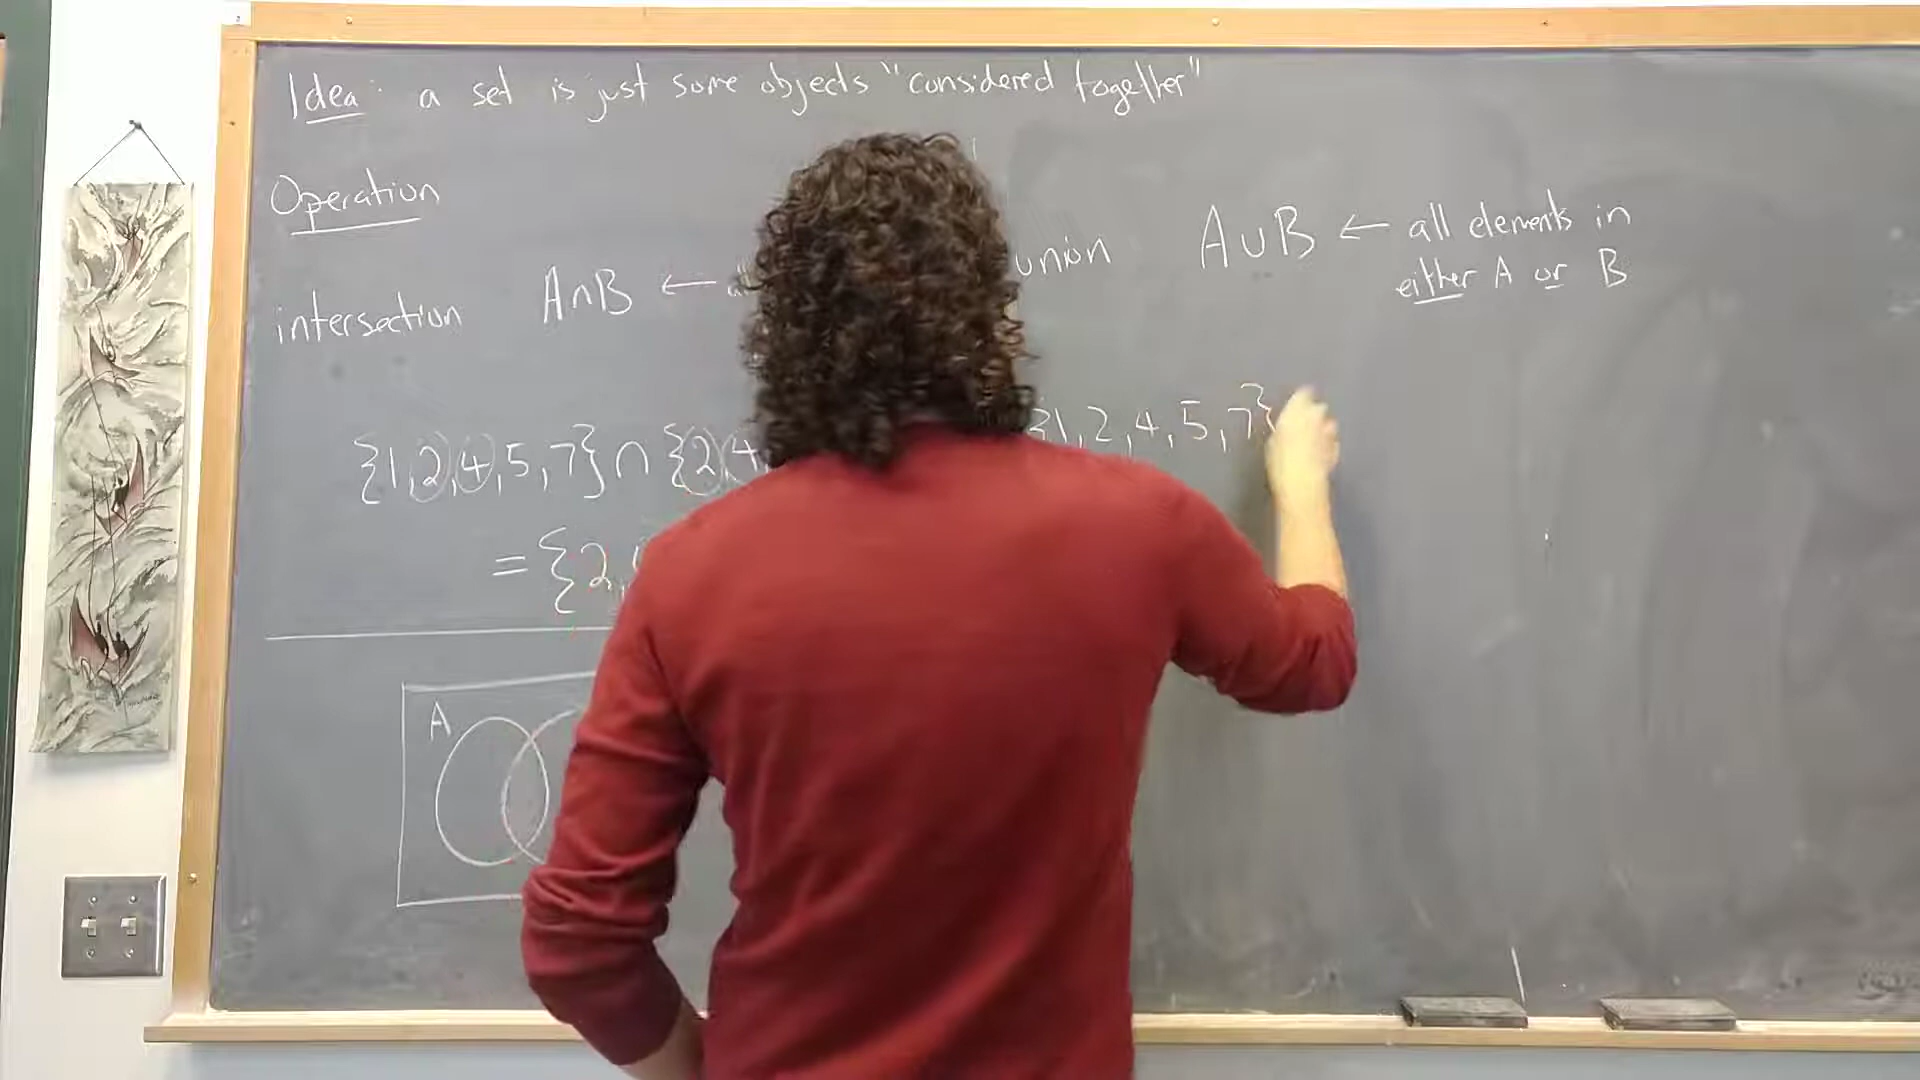 Idea: a set is just some objects "considered together"
Operation
intersection A∩B ←
{1,2,4,5,7}∩{2,4
={2,
A
union A∪B ← all elements in
either A or B
{1,2,4,5,7}